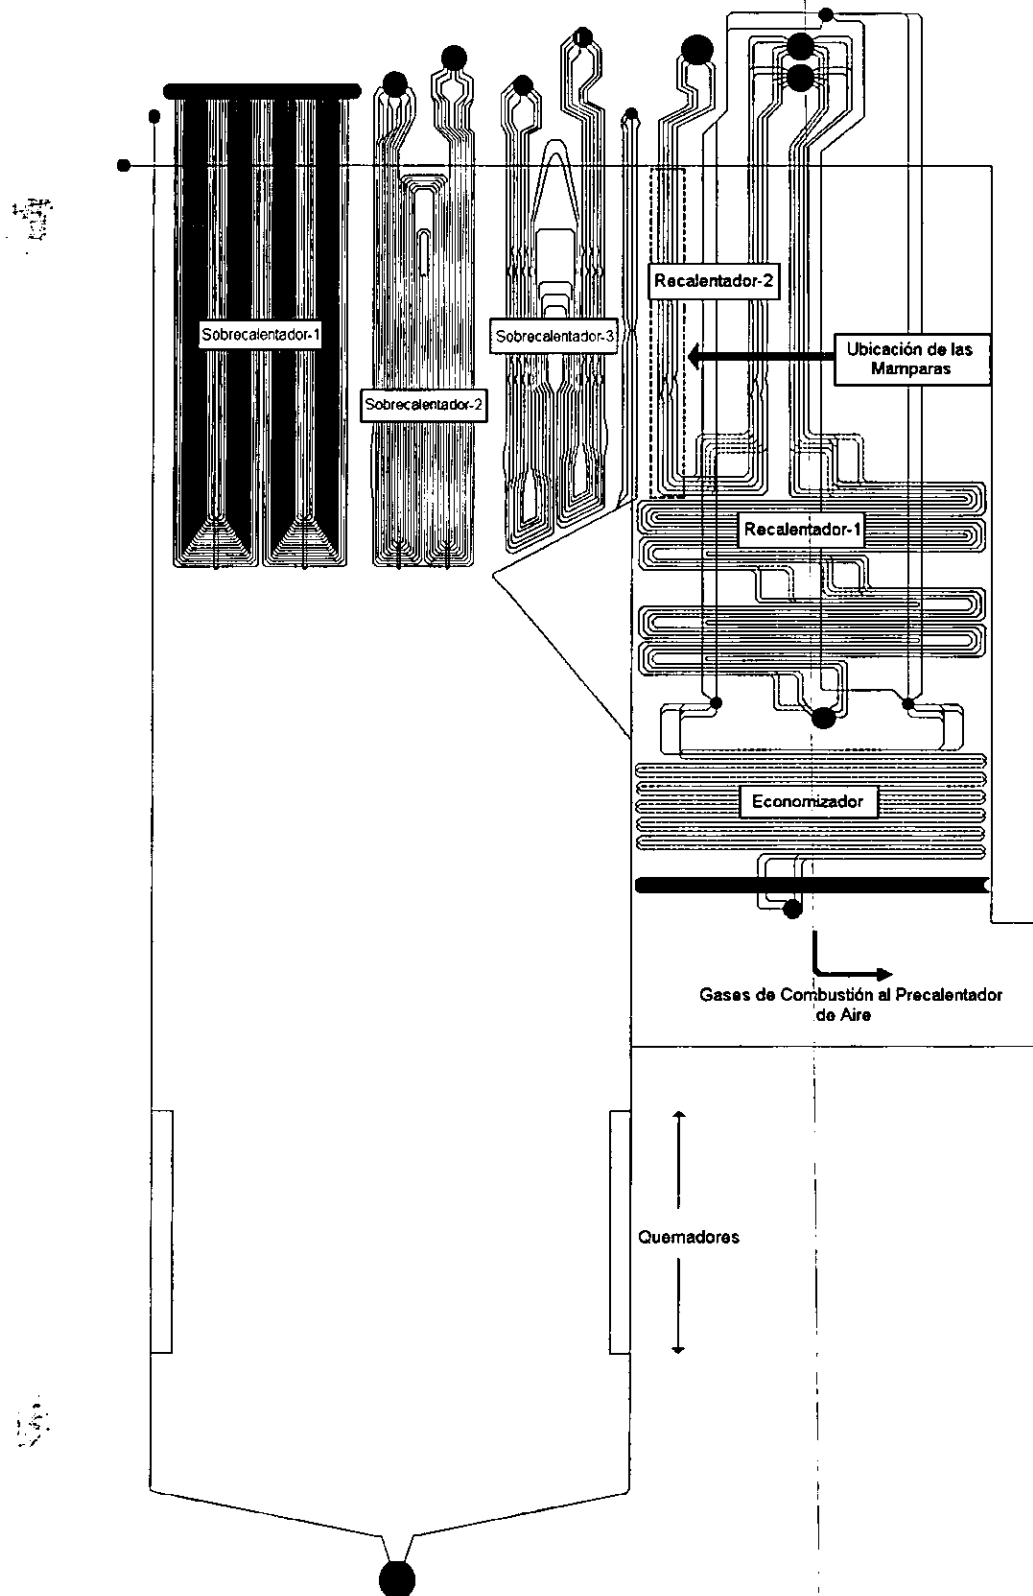 Recalentador-2
Sobrecalentador-1
Sobrecalentador-3
Ubicación de las
Mamparas
Sobrecalentador-2
Recalentador-1
Economizador
Gases de Combustión al Precalentador
de Aire
Quemadores